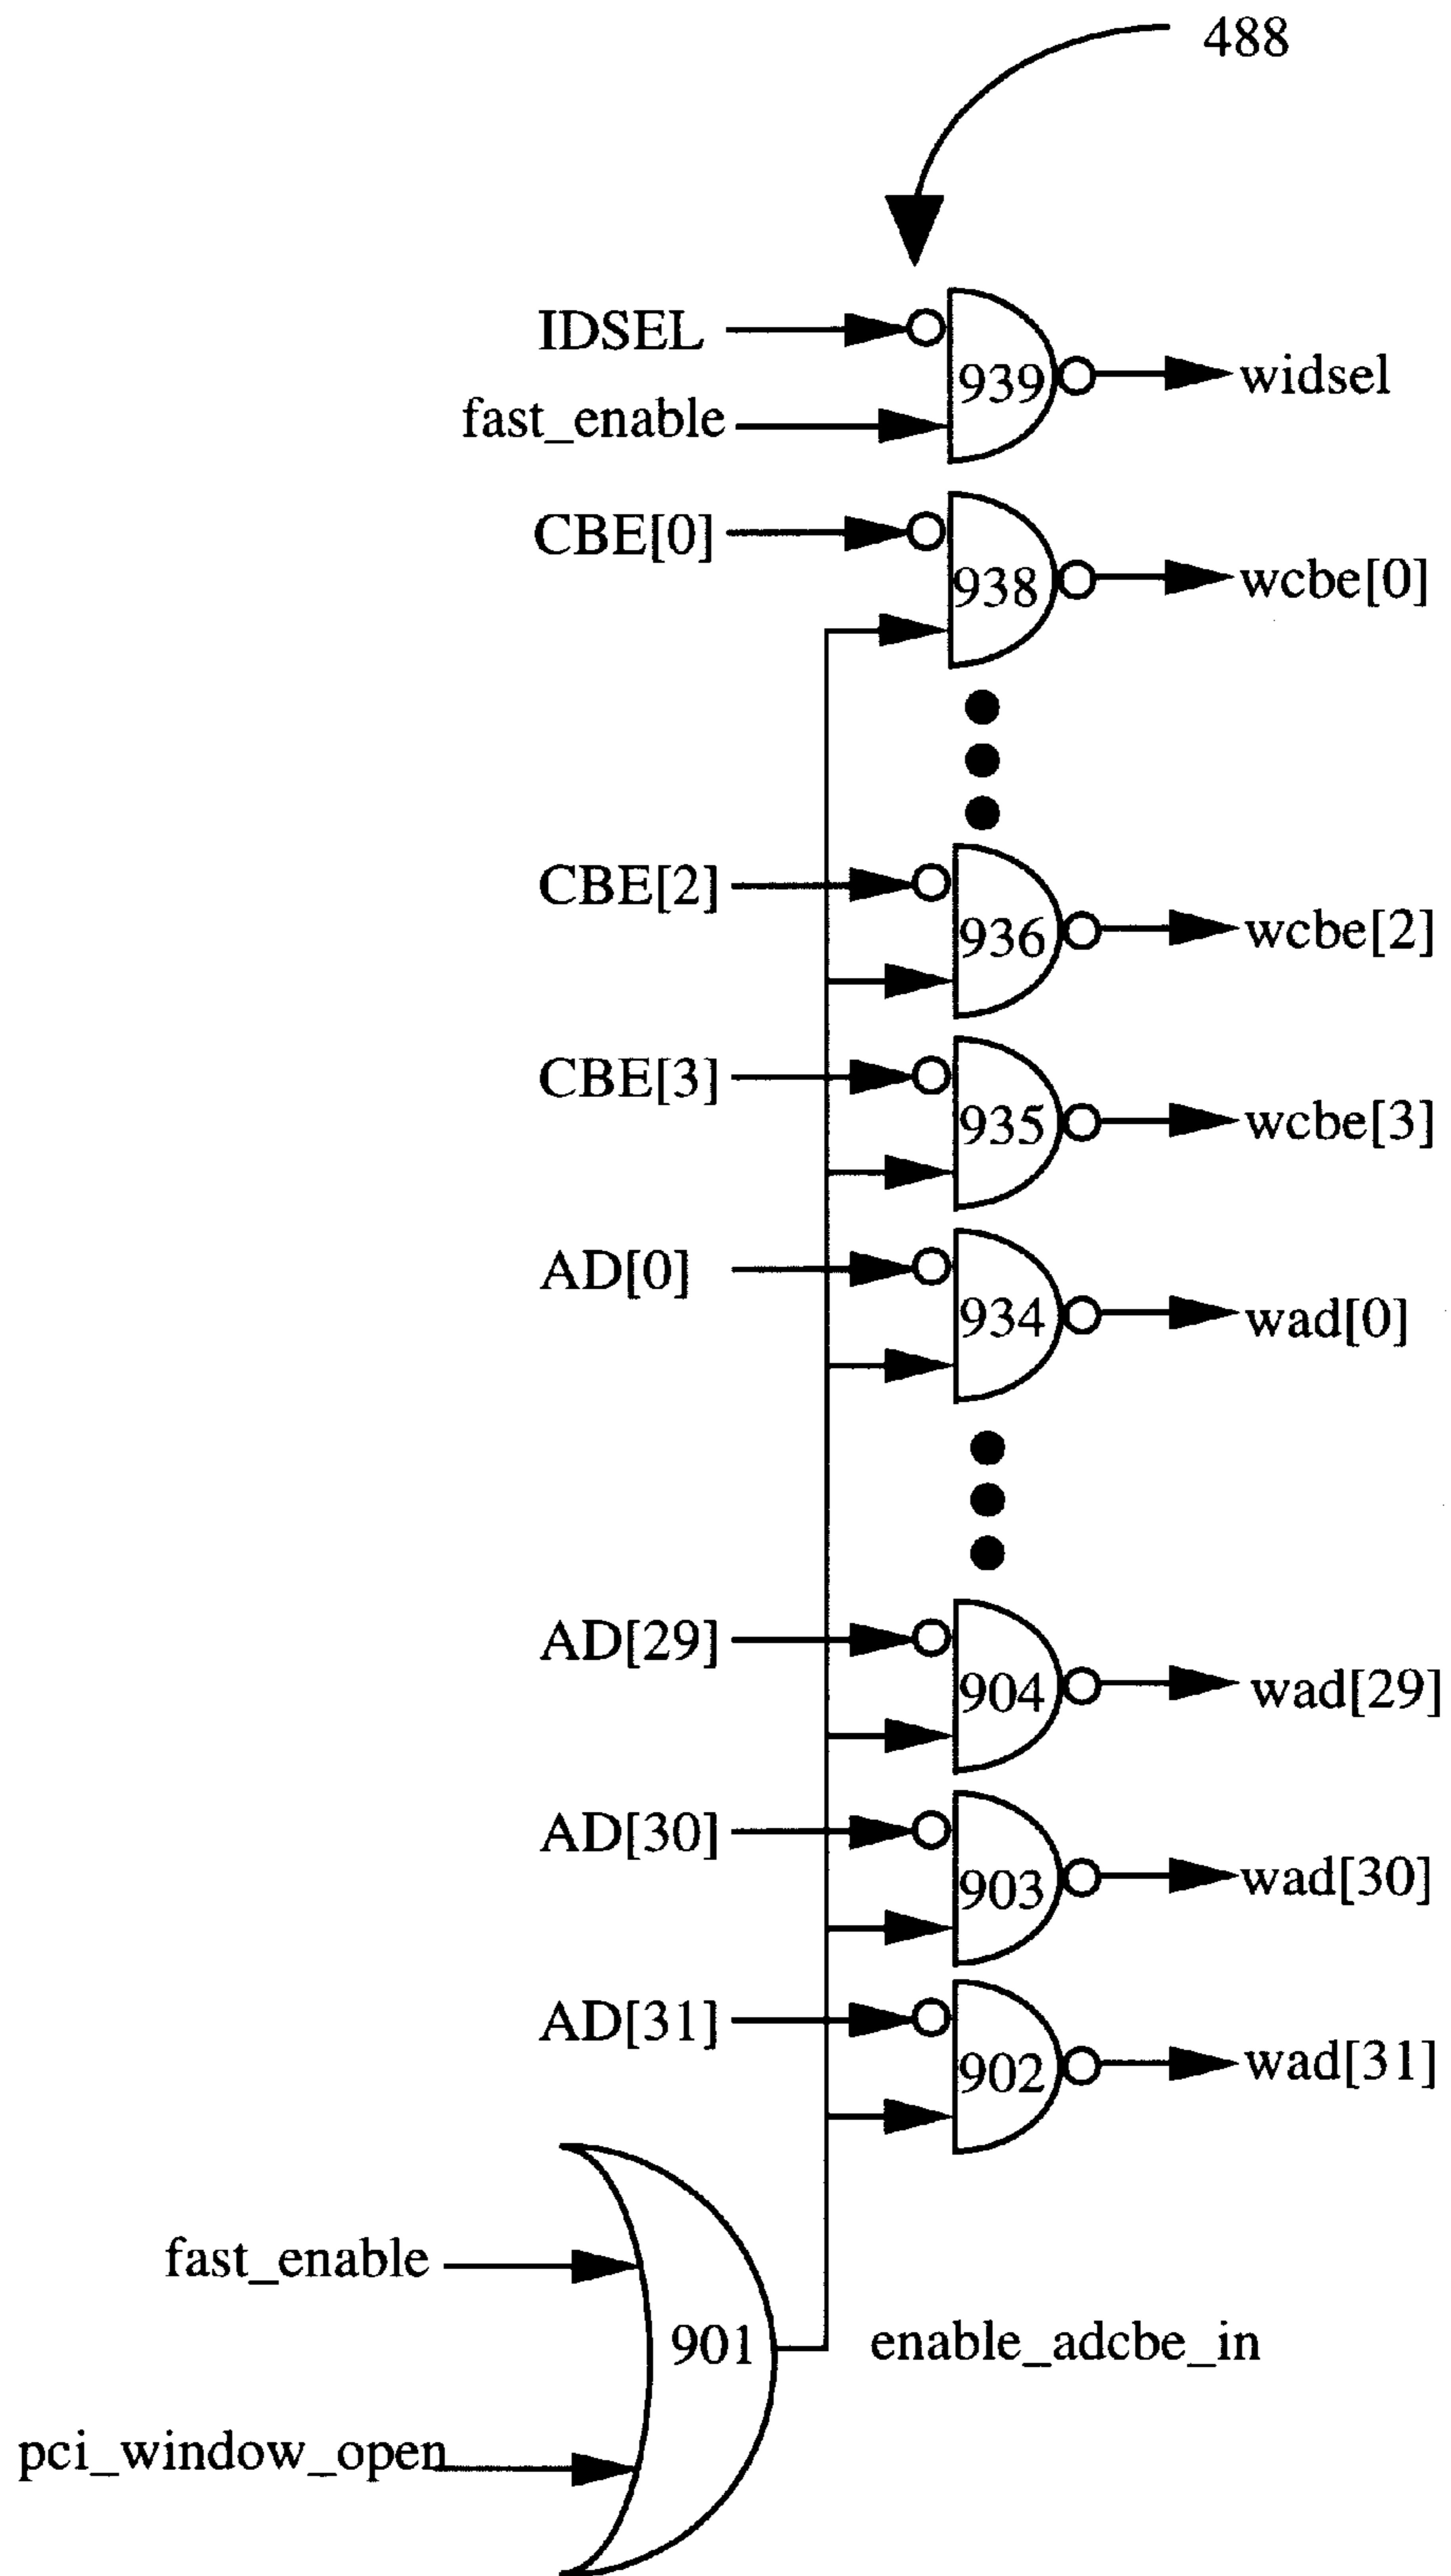 488
IDSEL
939
widsel
fast_enable
CBE[0]
938
wcbe[0]
CBE[2]
936
wcbe[2]
CBE[3]
935
wcbe[3]
AD[0]
934
wad[0]
AD[29]
904
wad[29]
AD[30]
903
wad[30]
AD[31]
902
wad[31]
fast_enable
901
enable_adcbe_in
pci_window_open